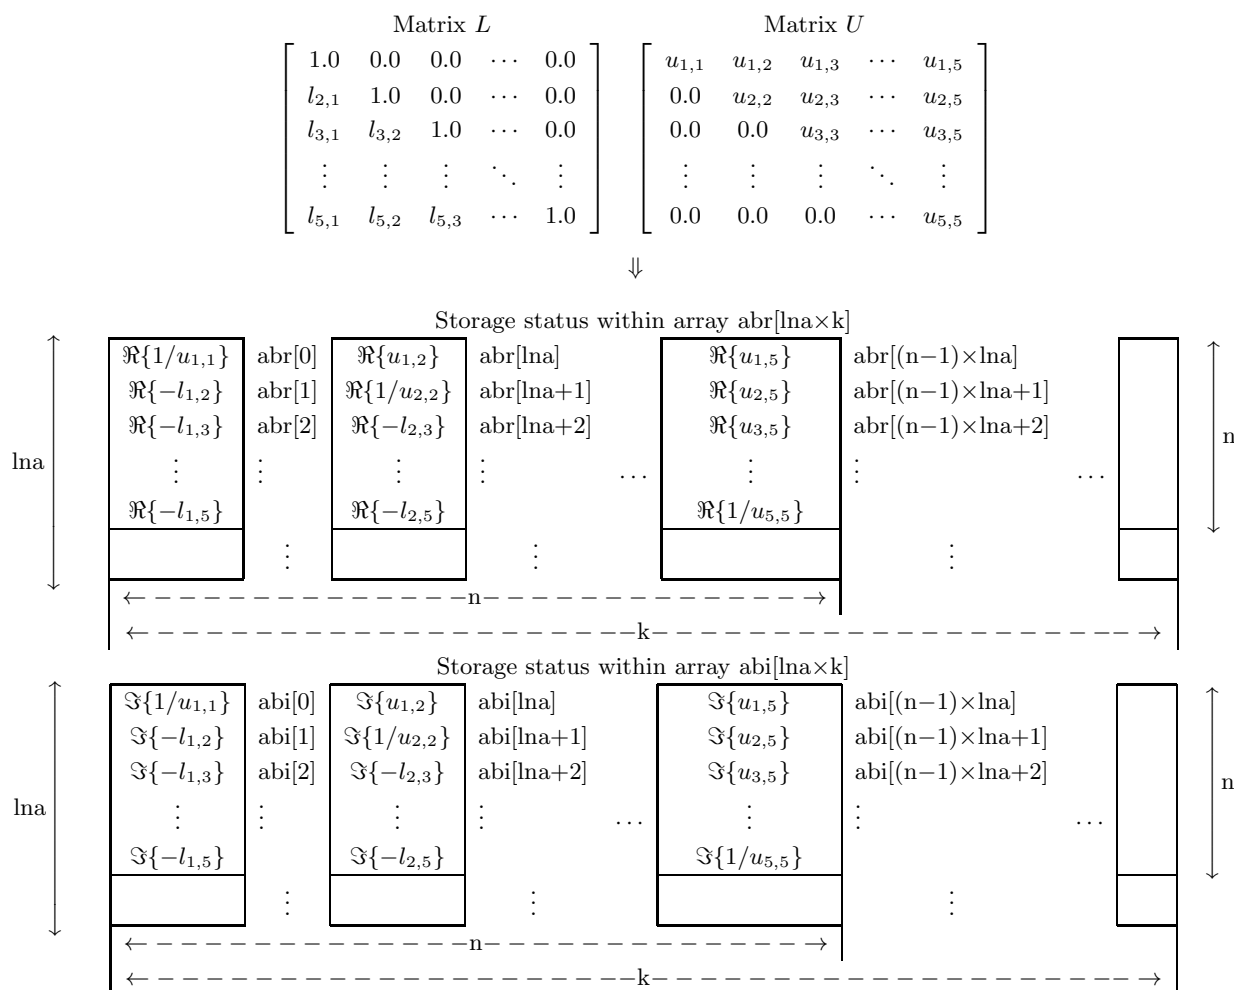 Matrix L Matrix U
1.0 0.0 0.0 ⋯ 0.0 u1,1 u1,2 u1,3 ⋯ u1,5
l2,1 1.0 0.0 ⋯ 0.0 0.0 u2,2 u2,3 ⋯ u2,5
l3,1 l3,2 1.0 ⋯ 0.0 0.0 0.0 u3,3 ⋯ u3,5
⋮ ⋮ ⋮ ⋱ ⋮ ⋮ ⋮ ⋮ ⋱ ⋮
l5,1 l5,2 l5,3 ⋯ 1.0 0.0 0.0 0.0 ⋯ u5,5
⇓
Storage status within array abr[lna×k]
ℜ{1/u1,1} abr[0] ℜ{u1,2} abr[lna] ℜ{u1,5} abr[(n−1)×lna]
ℜ{−l1,2} abr[1] ℜ{1/u2,2} abr[lna+1] ℜ{u2,5} abr[(n−1)×lna+1]
ℜ{−l1,3} abr[2] ℜ{−l2,3} abr[lna+2] ℜ{u3,5} abr[(n−1)×lna+2]
lna ⋮ ⋮ ⋮ ⋮ ⋯ ⋮ ⋮ ⋯ n
ℜ{−l1,5} ℜ{−l2,5} ℜ{1/u5,5}
⋮ ⋮ ⋮
n
k
Storage status within array abi[lna×k]
ℑ{1/u1,1} abi[0] ℑ{u1,2} abi[lna] ℑ{u1,5} abi[(n−1)×lna]
ℑ{−l1,2} abi[1] ℑ{1/u2,2} abi[lna+1] ℑ{u2,5} abi[(n−1)×lna+1]
ℑ{−l1,3} abi[2] ℑ{−l2,3} abi[lna+2] ℑ{u3,5} abi[(n−1)×lna+2]
lna ⋮ ⋮ ⋮ ⋮ ⋯ ⋮ ⋮ ⋯ n
ℑ{−l1,5} ℑ{−l2,5} ℑ{1/u5,5}
⋮ ⋮ ⋮
n
k